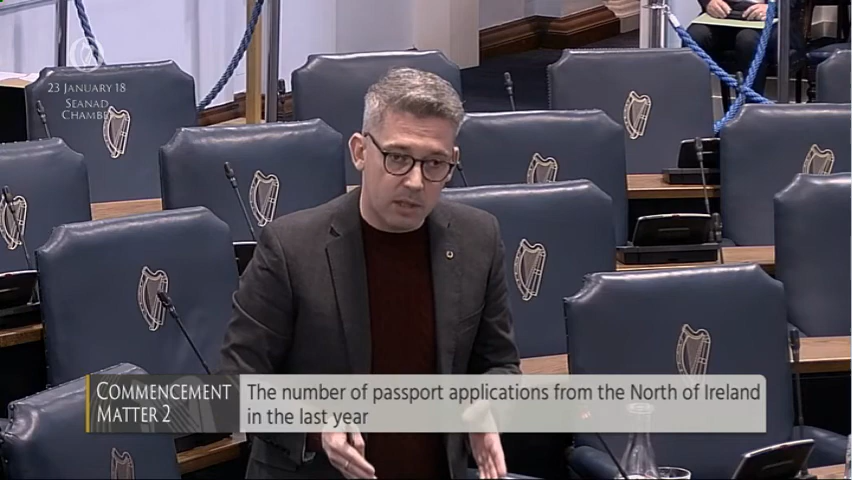 23 January 18
Seanad
Chamber
Commencement
Matter 2
The number of passport applications from the North of Ireland
in the last year